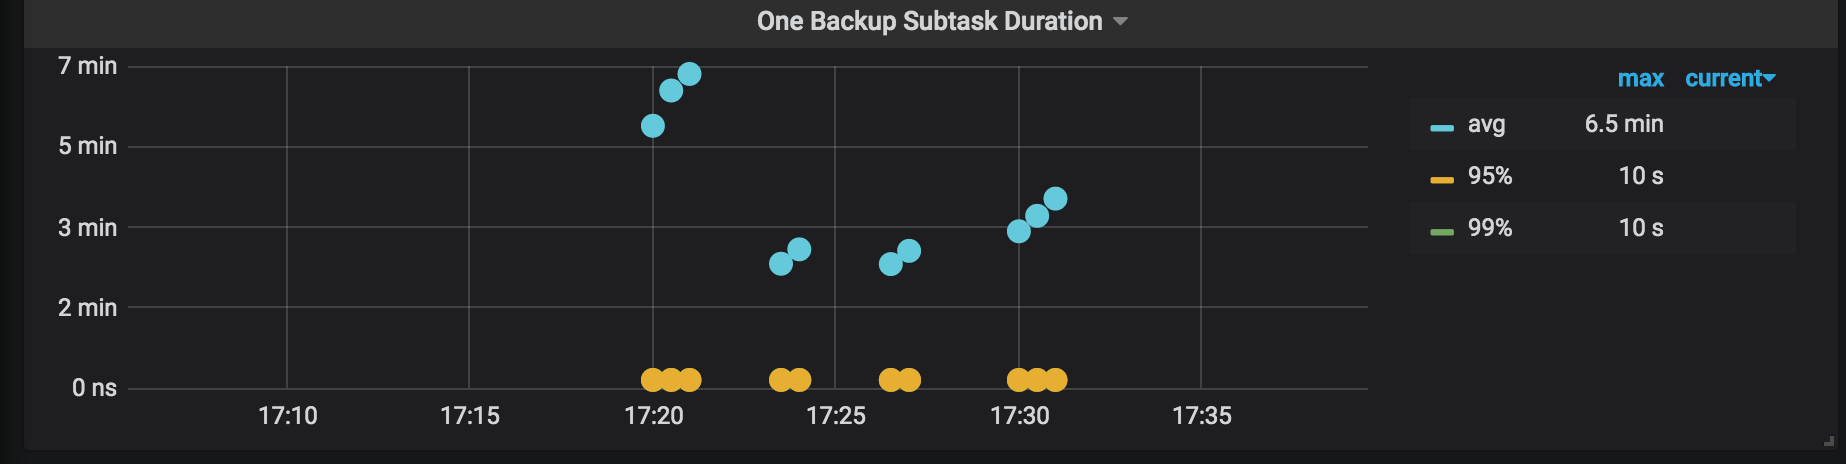 One Backup Subtask Duration
7 min
5 min
3 min
2 min
0 ns
17:10 17:15 17:20 17:25 17:30 17:35
max current
avg 6.5 min
95% 10 s
99% 10 s